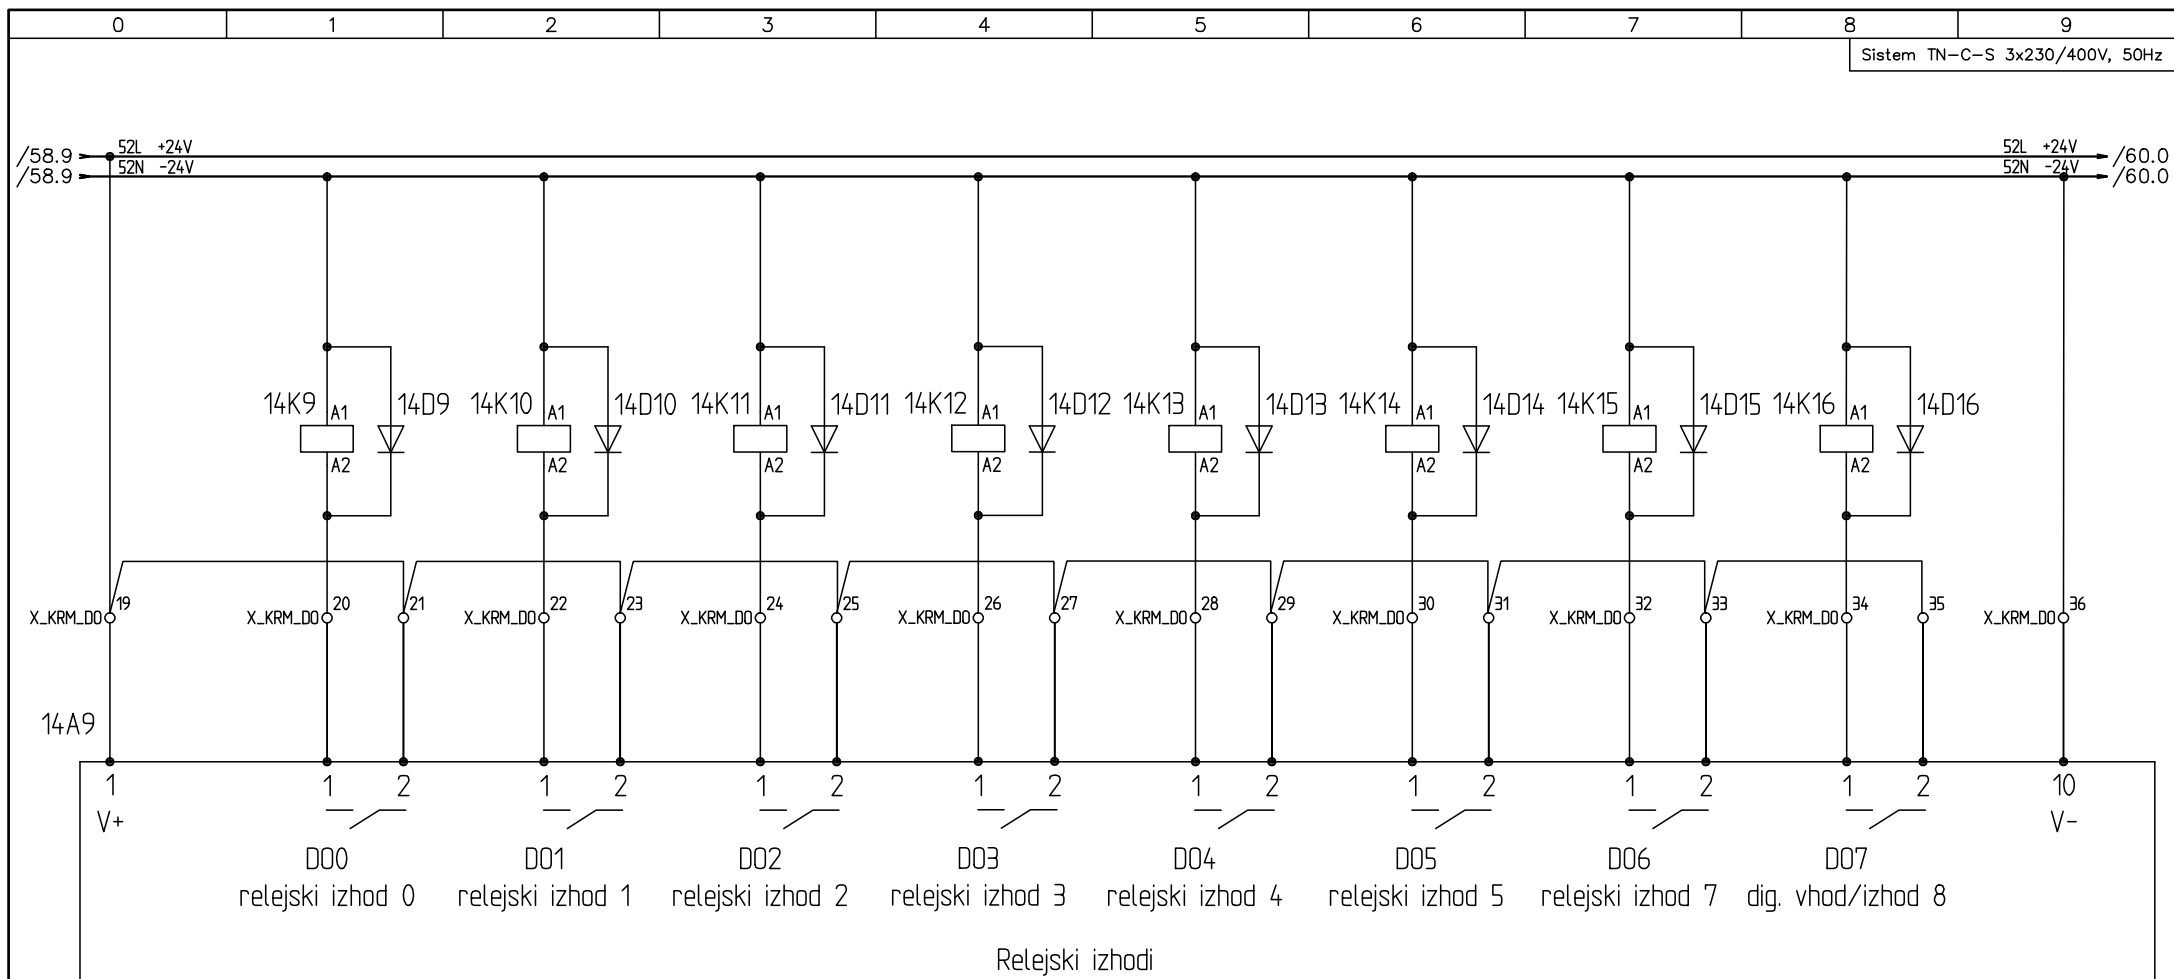 0 1 2 3 4 5 6 7 8 9
Sistem TN-C-S 3x230/400V, 50Hz
/58.9 52L +24V 52L +24V /60.0
/58.9 52N -24V 52N -24V /60.0
14K9 A1 14D9 14K10 A1 14D10 14K11 A1 14D11 14K12 A1 14D12 14K13 A1 14D13 14K14 A1 14D14 14K15 A1 14D15 14K16 A1 14D16
A2 A2 A2 A2 A2 A2 A2 A2
X_KRM_DO 19 X_KRM_DO 20 21 X_KRM_DO 22 23 X_KRM_DO 24 25 X_KRM_DO 26 27 X_KRM_DO 28 29 X_KRM_DO 30 31 X_KRM_DO 32 33 X_KRM_DO 34 35 X_KRM_DO 36
14A9
1 1 2 1 2 1 2 1 2 1 2 1 2 1 2 1 2 10
V+ V-
DO0 DO1 DO2 DO3 DO4 DO5 DO6 DO7
relejski izhod 0 relejski izhod 1 relejski izhod 2 relejski izhod 3 relejski izhod 4 relejski izhod 5 relejski izhod 7 dig. vhod/izhod 8
Relejski izhodi